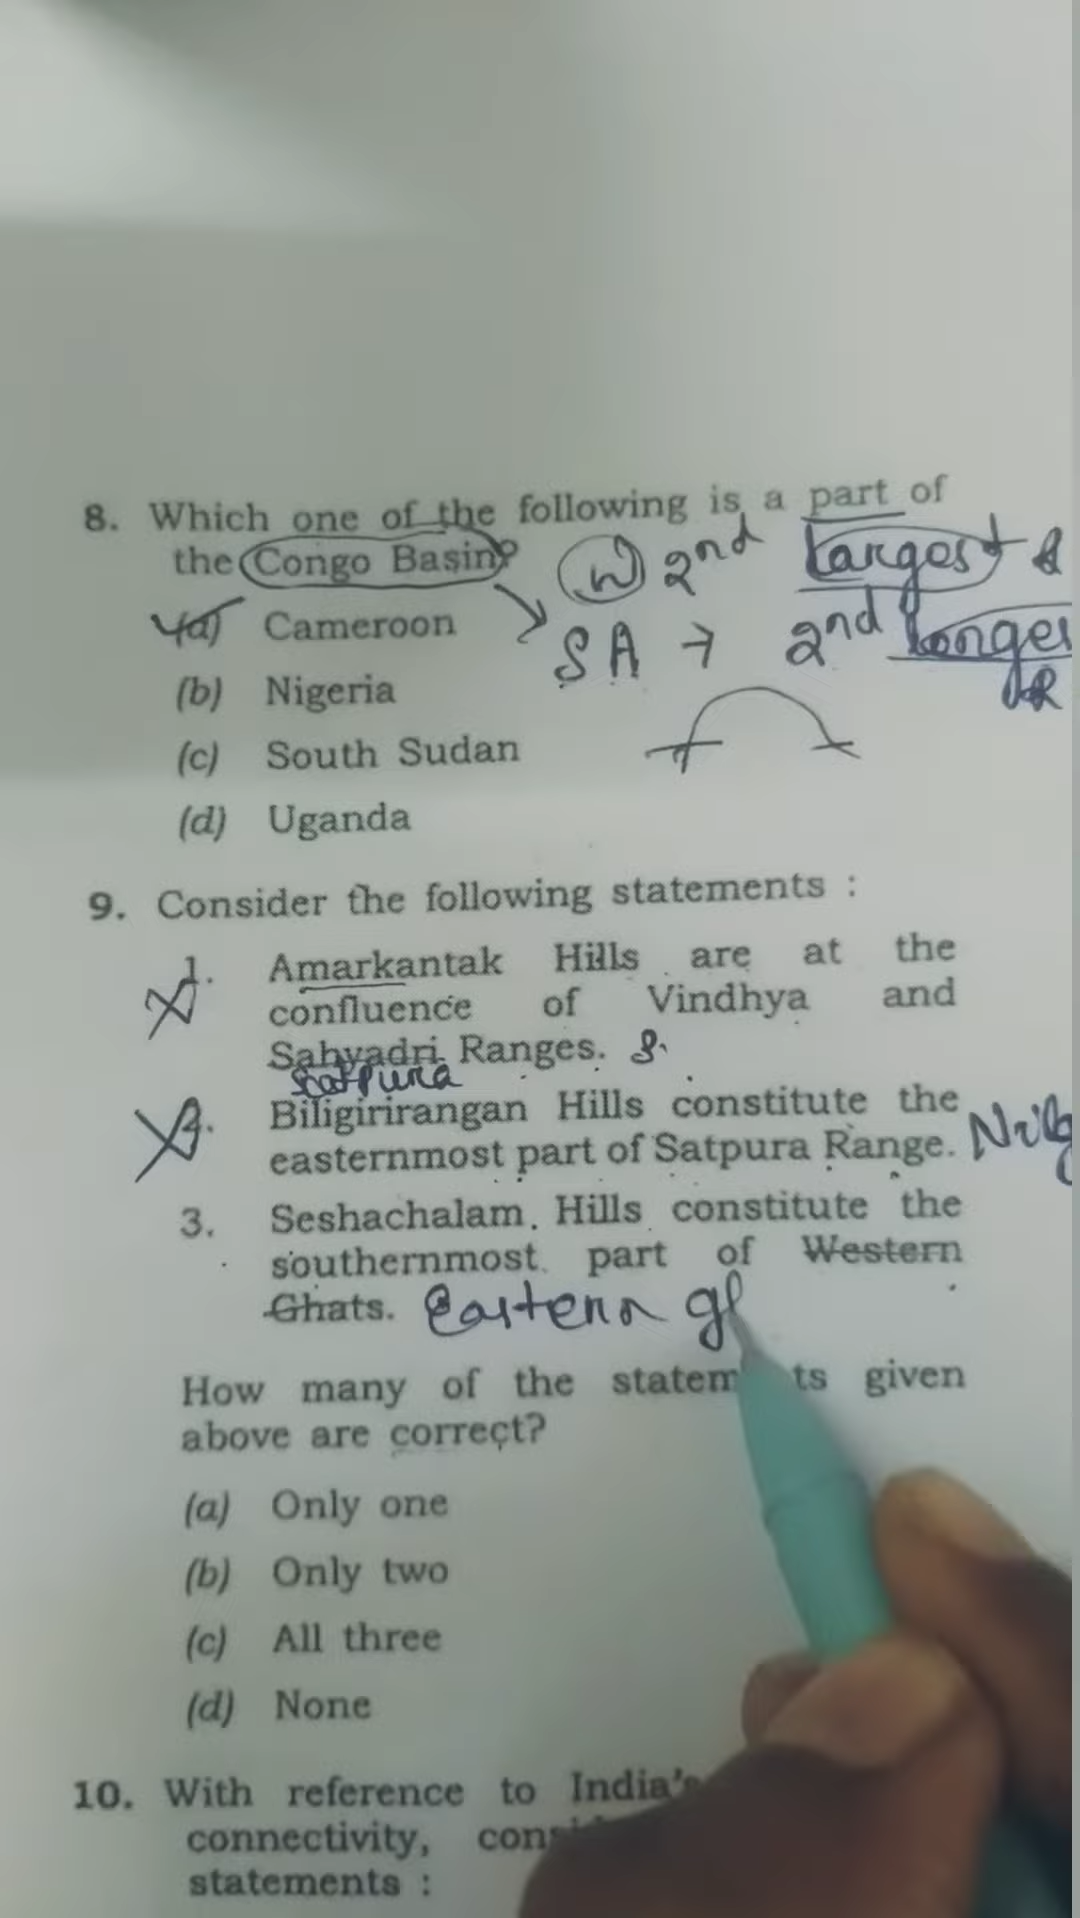 8. Which one of the following is a part of
the Congo Basin?
W 2nd largest R
(a) Cameroon
SA → 2nd longes
R
(b) Nigeria
(c) South Sudan
(d) Uganda
9. Consider the following statements :
1. Amarkantak Hills are at the
confluence of Vindhya and
Sahyadri Ranges. S.
Satpura
2. Biligirirangan Hills constitute the
easternmost part of Satpura Range. Nilg
3. Seshachalam Hills constitute the
southernmost part of Western
Ghats. Eastern gh
How many of the statem ts given
above are correct?
(a) Only one
(b) Only two
(c) All three
(d) None
10. With reference to India's
connectivity, consid
statements :